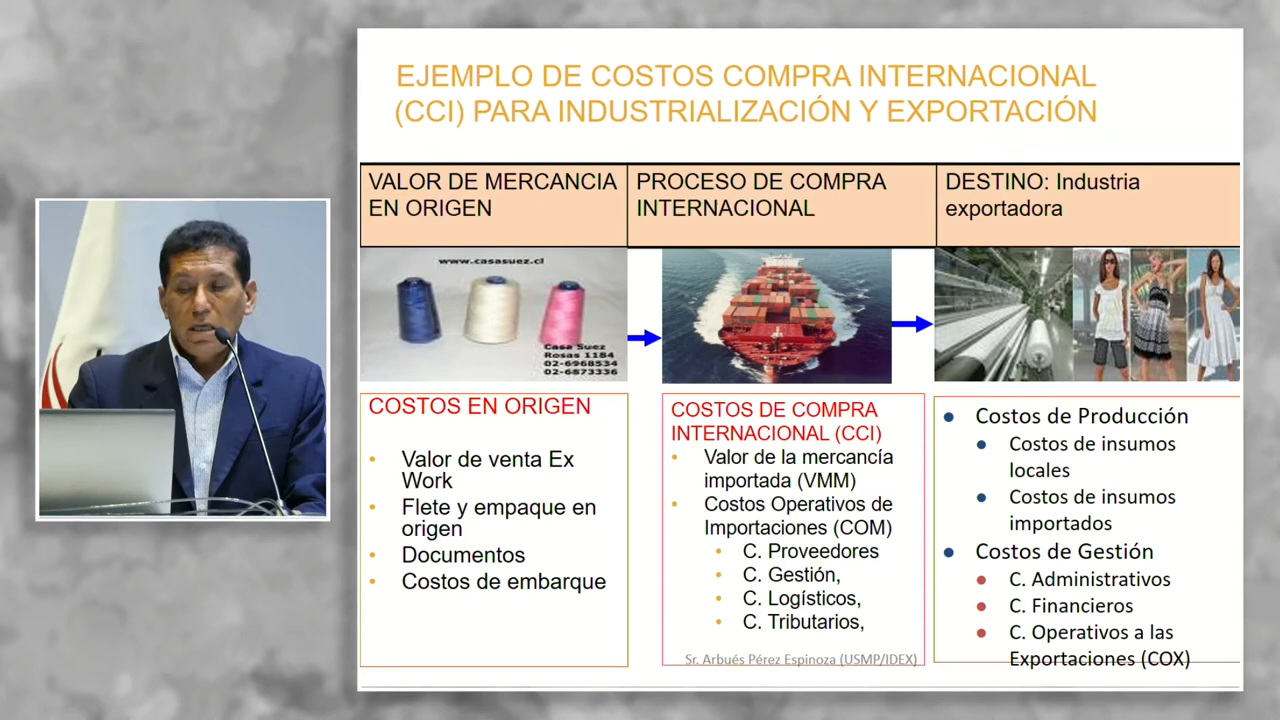 EJEMPLO DE COSTOS COMPRA INTERNACIONAL
(CCI) PARA INDUSTRIALIZACIÓN Y EXPORTACIÓN
VALOR DE MERCANCIA
EN ORIGEN
PROCESO DE COMPRA
INTERNACIONAL
DESTINO: Industria
exportadora
www.casasuez.cl
Casa Suez
Rosas 1184
02-6968534
02-6873336
COSTOS EN ORIGEN
Valor de venta Ex
Work
Flete y empaque en
origen
Documentos
Costos de embarque
COSTOS DE COMPRA
INTERNACIONAL (CCI)
Valor de la mercancía
importada (VMM)
Costos Operativos de
Importaciones (COM)
C. Proveedores
C. Gestión,
C. Logísticos,
C. Tributarios,
Sr. Arbués Pérez Espinoza (USMP/IDEX)
Costos de Producción
Costos de insumos
locales
Costos de insumos
importados
Costos de Gestión
C. Administrativos
C. Financieros
C. Operativos a las
Exportaciones (COX)